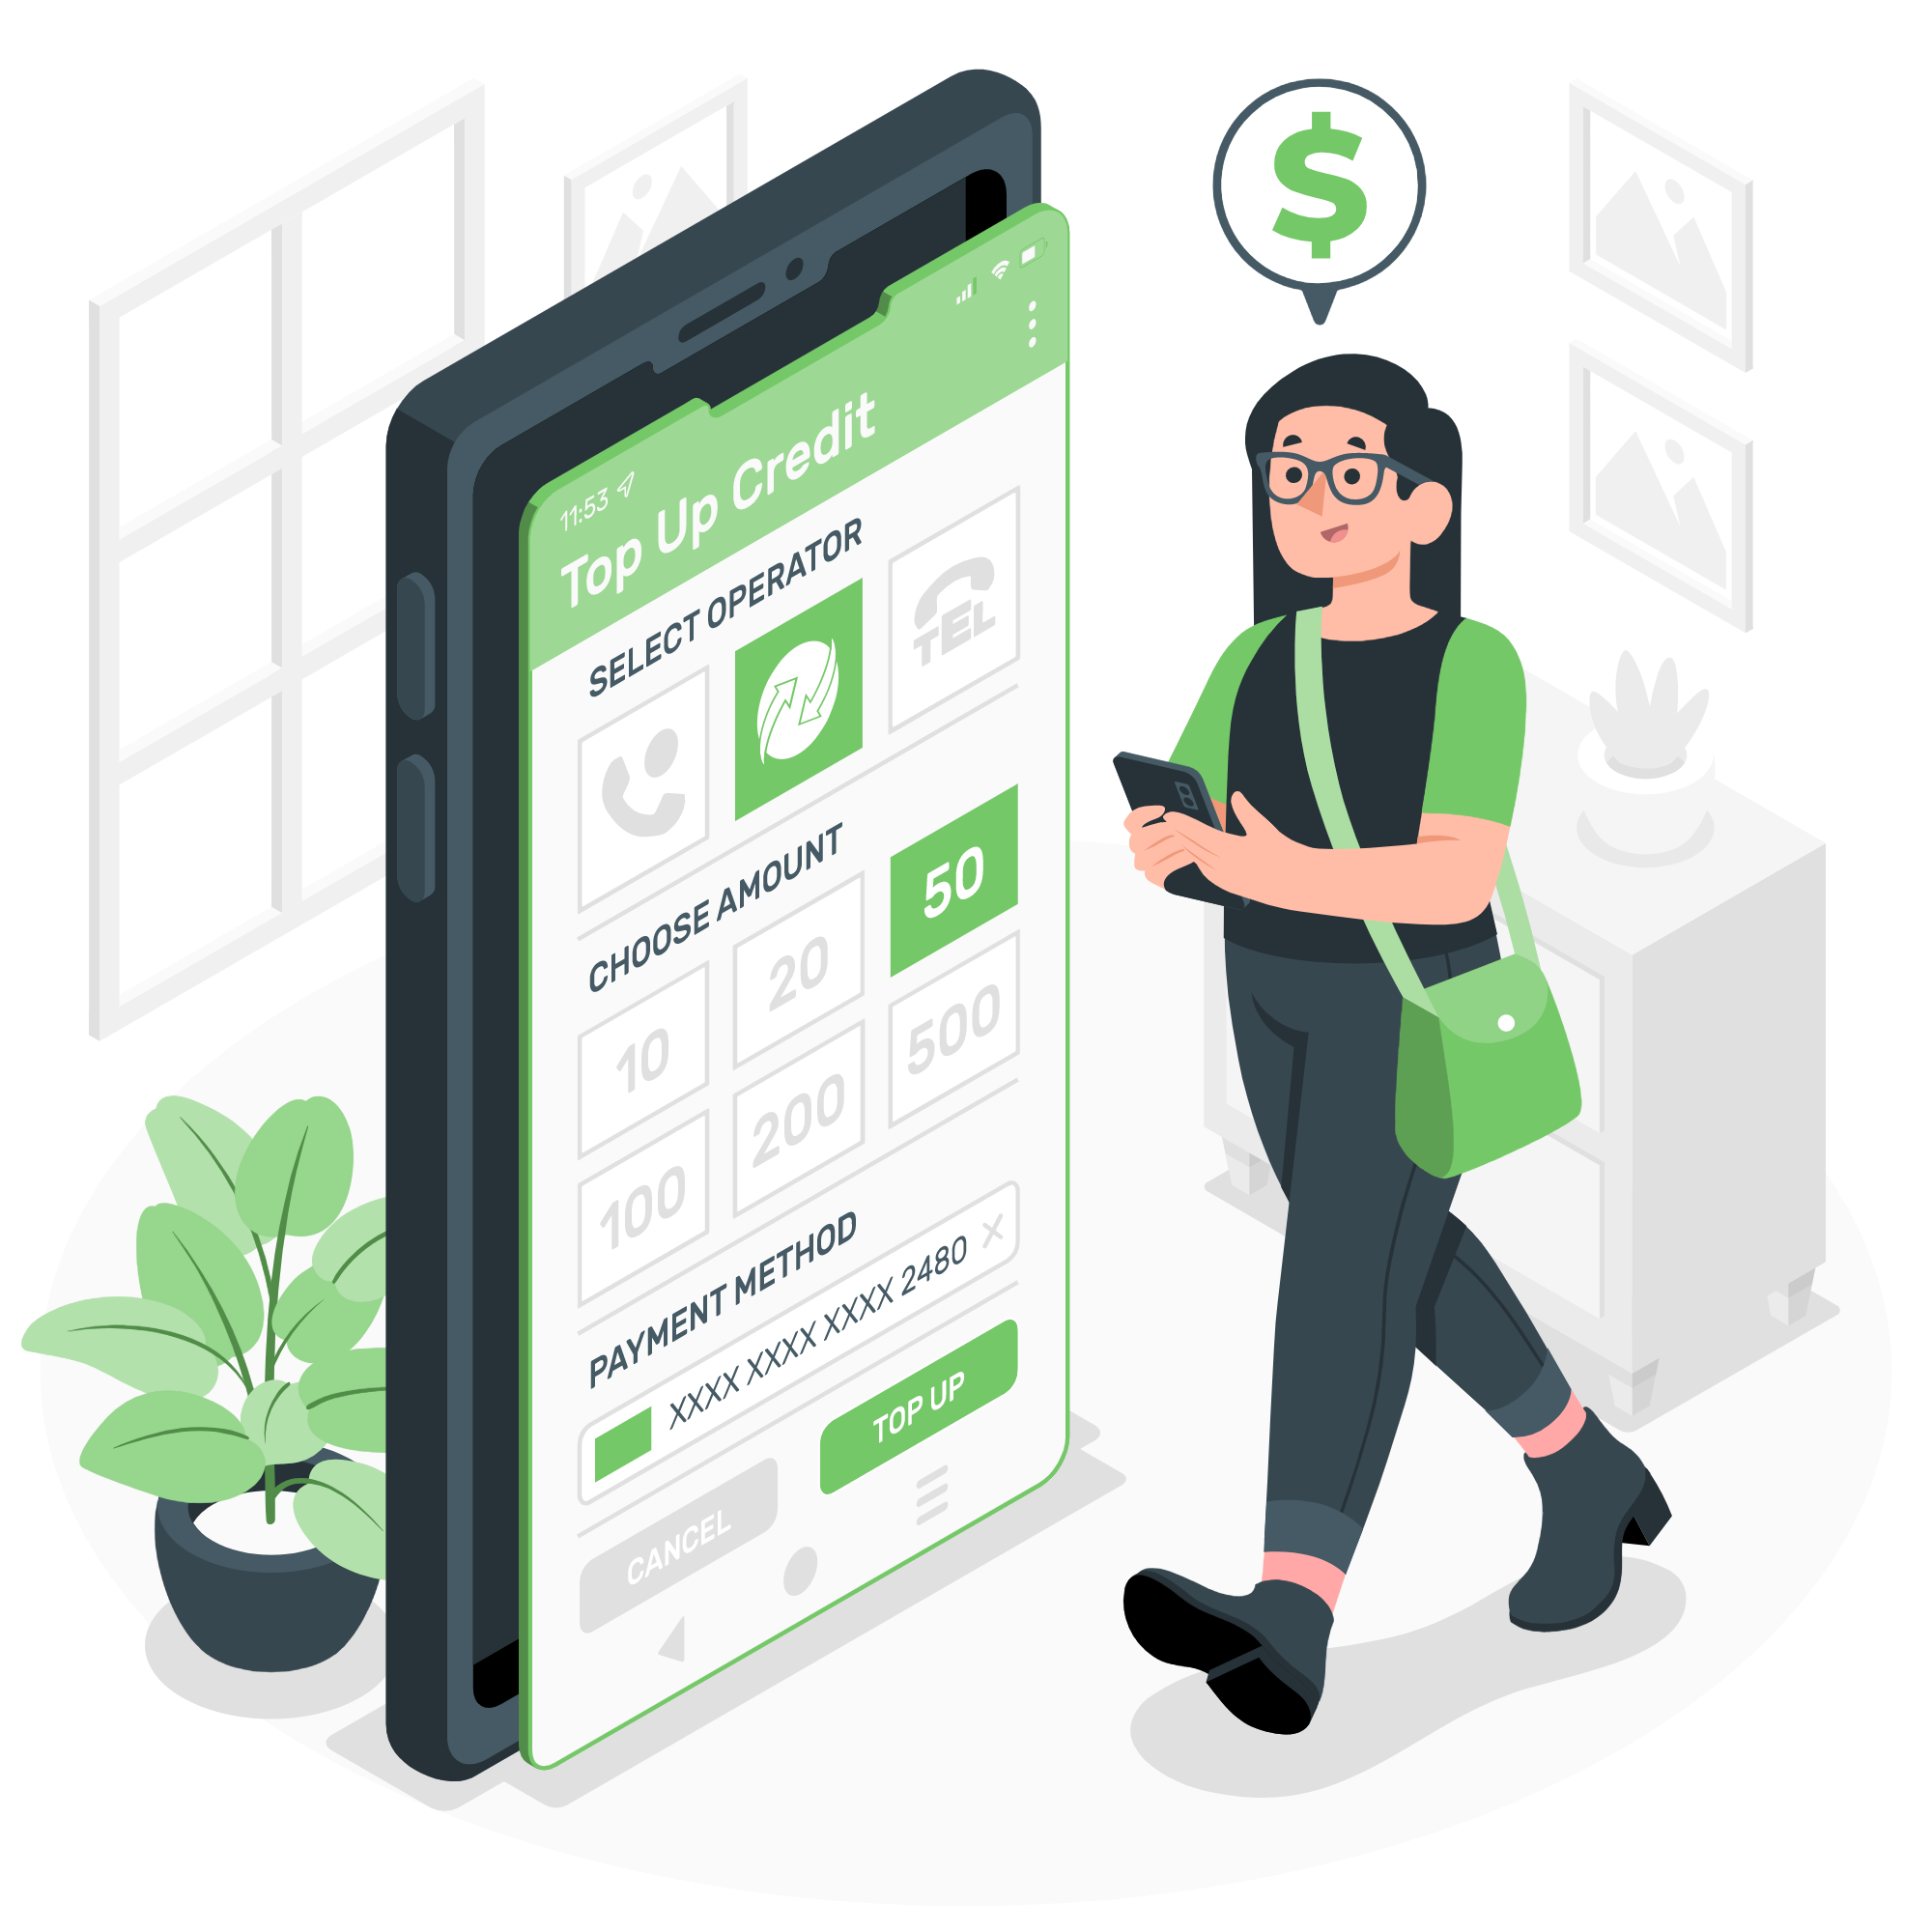 11:53
Top Up Credit
SELECT OPERATOR
TEL
CHOOSE AMOUNT
10 20 50
100 200 500
PAYMENT METHOD
XXXX XXXX XXXX 2480 ×
CANCEL TOP UP
$